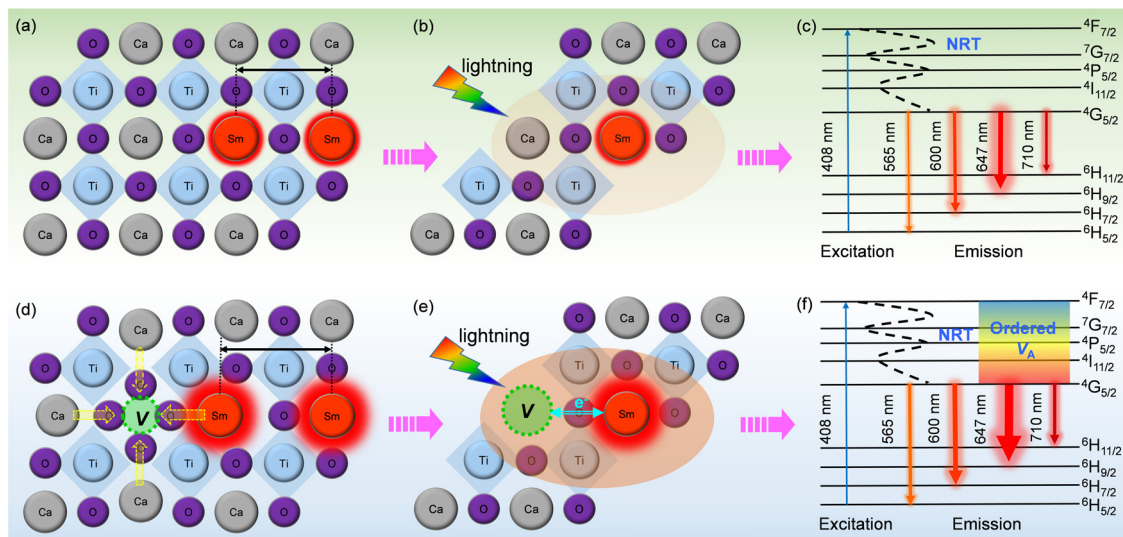 (a)
O Ca O Ca O Ca
O Ti O Ti O Ti O
Ca O Ca O Sm O Sm
O Ti O Ti O Ti O
Ca O Ca O Ca O Ca
(b)
lightning
O Ca O Ca
Ti O Ti O
Ca O Sm O
Ti O Ti
Ca O Ca O
(c)
NRT
⁴F₇/₂
⁷G₇/₂
⁴P₅/₂
⁴I₁₁/₂
⁴G₅/₂
408 nm
565 nm
600 nm
647 nm
710 nm
⁶H₁₁/₂
⁶H₉/₂
⁶H₇/₂
⁶H₅/₂
Excitation
Emission
(d)
O Ca O Ca O Ca
O Ti O Ti O Ti O
Ca O V O Sm O Sm
O Ti O Ti O Ti O
Ca O Ca O Ca O Ca
(e)
lightning
O Ca O Ca
Ti O Ti O
V e⁻ O Sm O
Ti O Ti
Ca O Ca O
(f)
NRT
Ordered
V_A
⁴F₇/₂
⁷G₇/₂
⁴P₅/₂
⁴I₁₁/₂
⁴G₅/₂
408 nm
565 nm
600 nm
647 nm
710 nm
⁶H₁₁/₂
⁶H₉/₂
⁶H₇/₂
⁶H₅/₂
Excitation
Emission